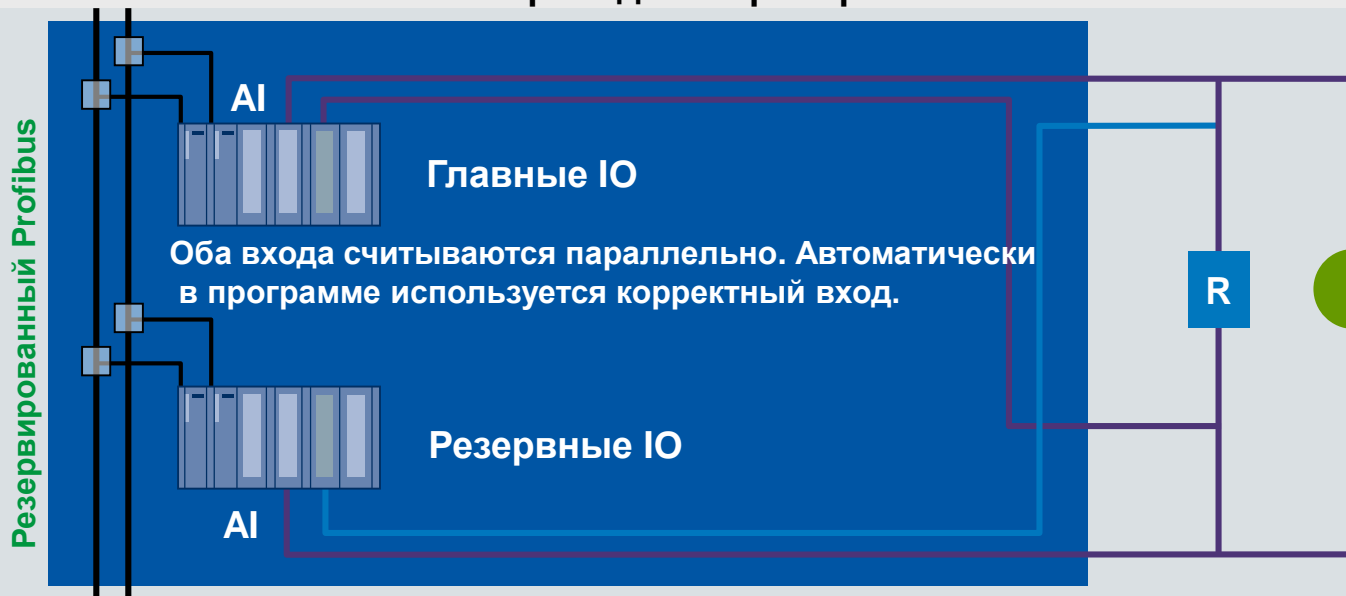 AI
Главные IO
Резервированный Profibus
Оба входа считываются параллельно. Автоматически
в программе используется корректный вход.
R
Резервные IO
AI